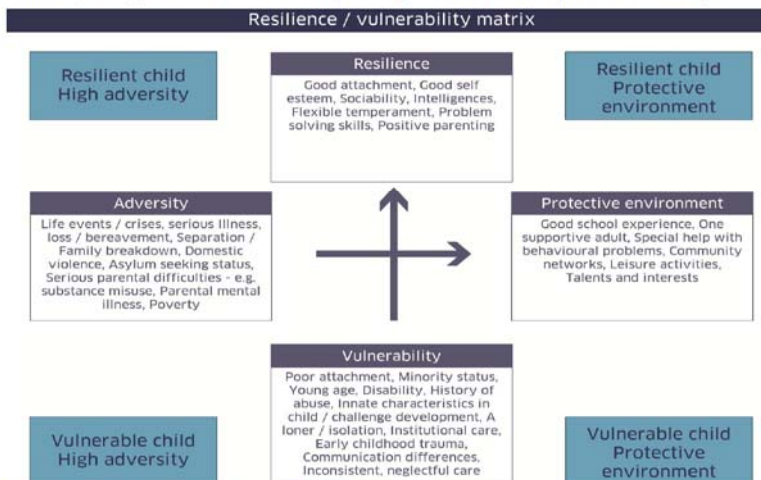 Resilience / vulnerability matrix
Resilient child
High adversity
Resilience
Good attachment, Good self
esteem, Sociability, Intelligences,
Flexible temperament, Problem
solving skills, Positive parenting
Resilient child
Protective
environment
Adversity
Life events / crises, serious Illness,
loss / bereavement, Separation /
Family breakdown, Domestic
violence, Asylum seeking status,
Serious parental difficulties - e.g.
substance misuse, Parental mental
illness, Poverty
Protective environment
Good school experience, One
supportive adult, Special help with
behavioural problems, Community
networks, Leisure activities,
Talents and interests
Vulnerable child
High adversity
Vulnerability
Poor attachment, Minority status,
Young age, Disability, History of
abuse, Innate characteristics in
child / challenge development, A
loner / isolation, Institutional care,
Early childhood trauma,
Communication differences,
Inconsistent, neglectful care
Vulnerable child
Protective
environment